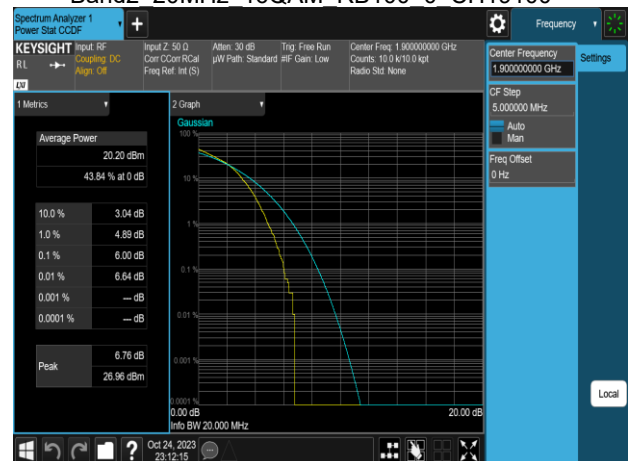 Spectrum Analyzer 1
Power Stat CCDF
Frequency
KEYSIGHT
RL
LXI
Input: RF
Coupling: DC
Align: Off
Input Z: 50 Ω
Corr CCorr RCal
Freq Ref: Int (S)
Atten: 30 dB
µW Path: Standard
Trig: Free Run
#IF Gain: Low
Center Freq: 1.900000000 GHz
Counts: 10.0 k/10.0 kpt
Radio Std: None
Center Frequency
1.900000000 GHz
Settings
CF Step
5.000000 MHz
Auto
Man
Freq Offset
0 Hz
1 Metrics
2 Graph
Gaussian
Average Power
20.20 dBm
43.84 % at 0 dB
10.0 % 3.04 dB
1.0 % 4.89 dB
0.1 % 6.00 dB
0.01 % 6.64 dB
0.001 % --- dB
0.0001 % --- dB
Peak
6.76 dB
26.96 dBm
100 %
10 %
1 %
0.1 %
0.01 %
0.001 %
0.0001 %
0.00 dB
20.00 dB
Info BW 20.000 MHz
Local
?
Oct 24, 2023
23:12:15